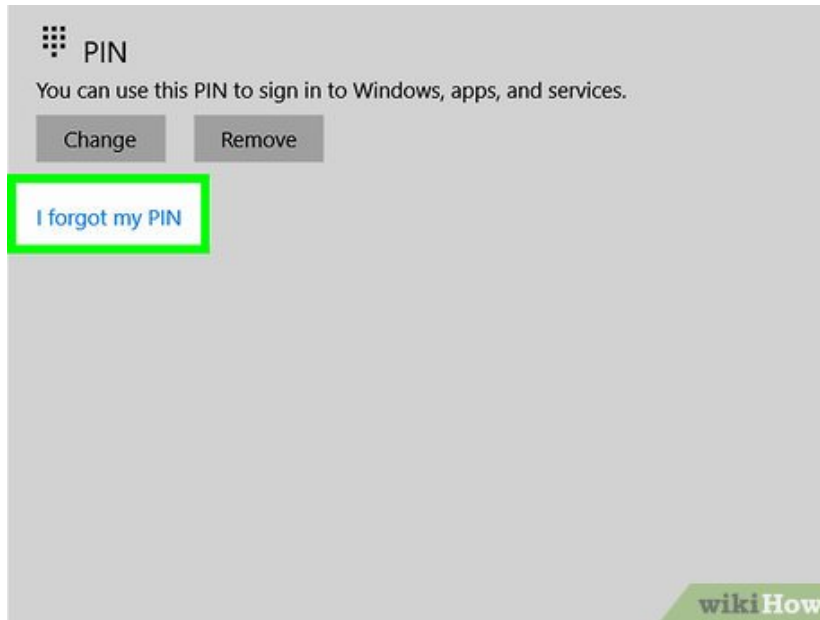 PIN
You can use this PIN to sign in to Windows, apps, and services.
Change Remove
I forgot my PIN
wikiHow